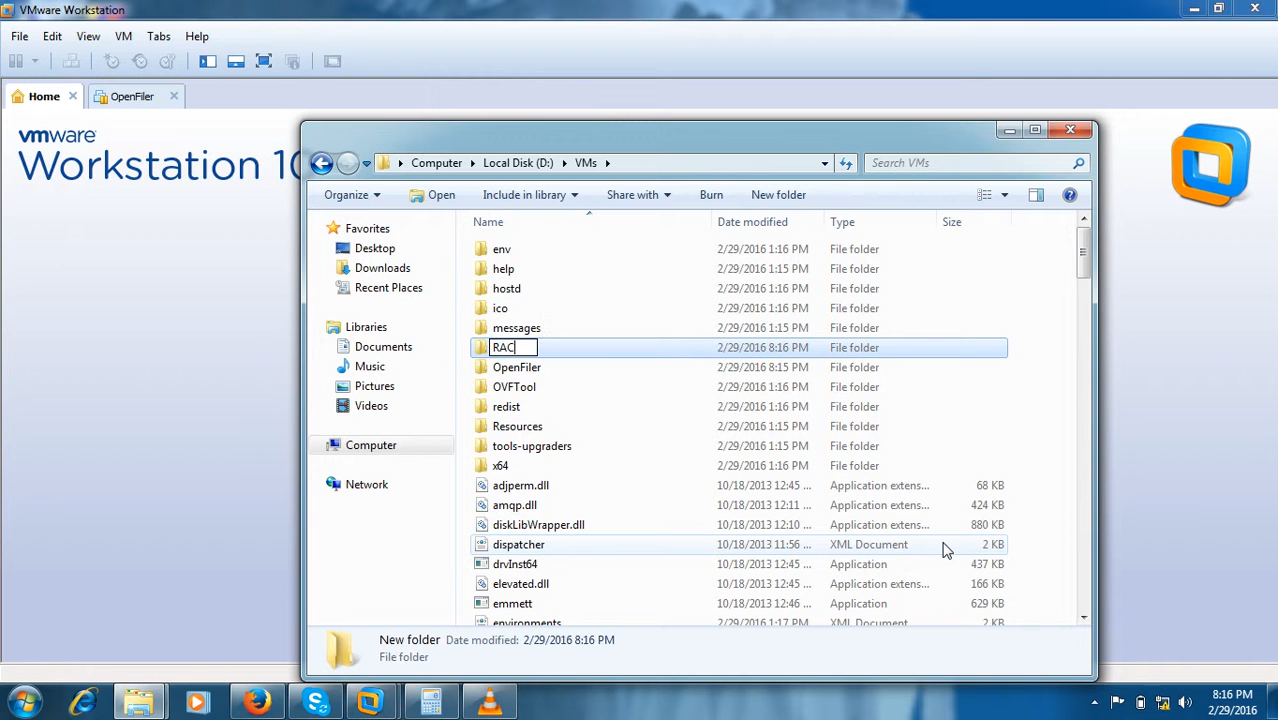 VMware Workstation
File Edit View VM Tabs Help
Home OpenFiler
vmware
Workstation 10
Computer Local Disk (D:) VMs Search VMs
Organize Open Include in library Share with Burn New folder
Name Date modified Type Size
Favorites
Desktop
Downloads
Recent Places
Libraries
Documents
Music
Pictures
Videos
Computer
Network
env 2/29/2016 1:16 PM File folder
help 2/29/2016 1:15 PM File folder
hostd 2/29/2016 1:16 PM File folder
ico 2/29/2016 1:16 PM File folder
messages 2/29/2016 1:15 PM File folder
RAC 2/29/2016 8:16 PM File folder
OpenFiler 2/29/2016 8:15 PM File folder
OVFTool 2/29/2016 1:16 PM File folder
redist 2/29/2016 1:16 PM File folder
Resources 2/29/2016 1:15 PM File folder
tools-upgraders 2/29/2016 1:15 PM File folder
x64 2/29/2016 1:16 PM File folder
adjperm.dll 10/18/2013 12:45 ... Application extens... 68 KB
amqp.dll 10/18/2013 12:11 ... Application extens... 424 KB
diskLibWrapper.dll 10/18/2013 12:10 ... Application extens... 880 KB
dispatcher 10/18/2013 11:56 ... XML Document 2 KB
drvInst64 10/18/2013 12:45 ... Application 437 KB
elevated.dll 10/18/2013 12:45 ... Application extens... 166 KB
emmett 10/18/2013 12:46 ... Application 629 KB
environments 2/29/2016 1:17 PM XML Document 2 KB
New folder Date modified: 2/29/2016 8:16 PM
File folder
8:16 PM
2/29/2016